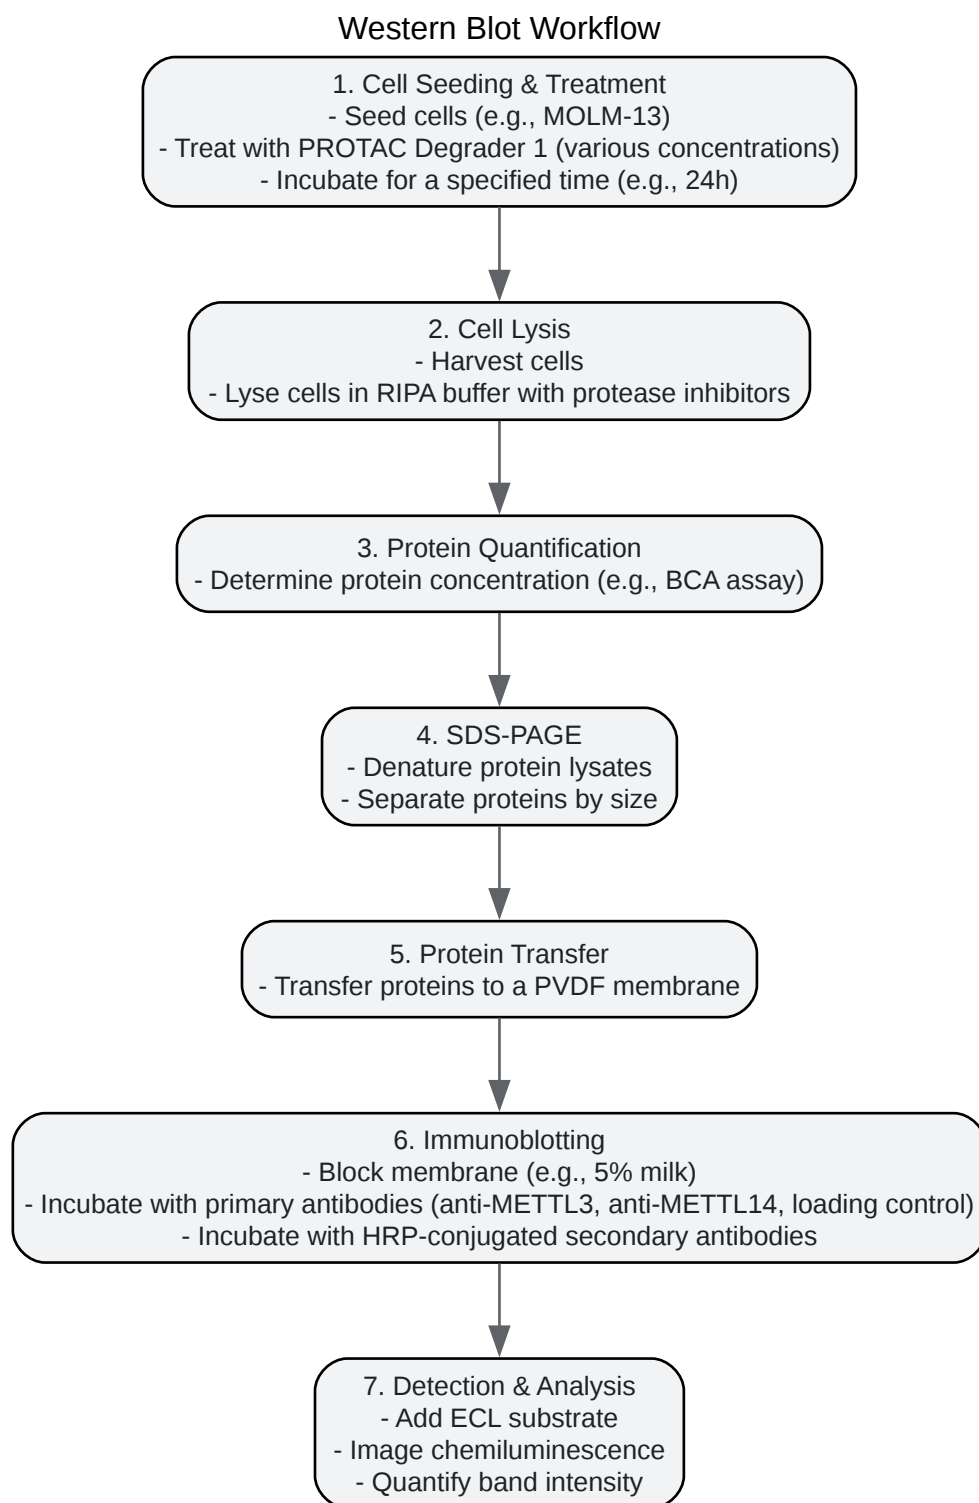 Western Blot Workflow
1. Cell Seeding & Treatment
- Seed cells (e.g., MOLM-13)
- Treat with PROTAC Degrader 1 (various concentrations)
- Incubate for a specified time (e.g., 24h)
2. Cell Lysis
- Harvest cells
- Lyse cells in RIPA buffer with protease inhibitors
3. Protein Quantification
- Determine protein concentration (e.g., BCA assay)
4. SDS-PAGE
- Denature protein lysates
- Separate proteins by size
5. Protein Transfer
- Transfer proteins to a PVDF membrane
6. Immunoblotting
- Block membrane (e.g., 5% milk)
- Incubate with primary antibodies (anti-METTL3, anti-METTL14, loading control)
- Incubate with HRP-conjugated secondary antibodies
7. Detection & Analysis
- Add ECL substrate
- Image chemiluminescence
- Quantify band intensity